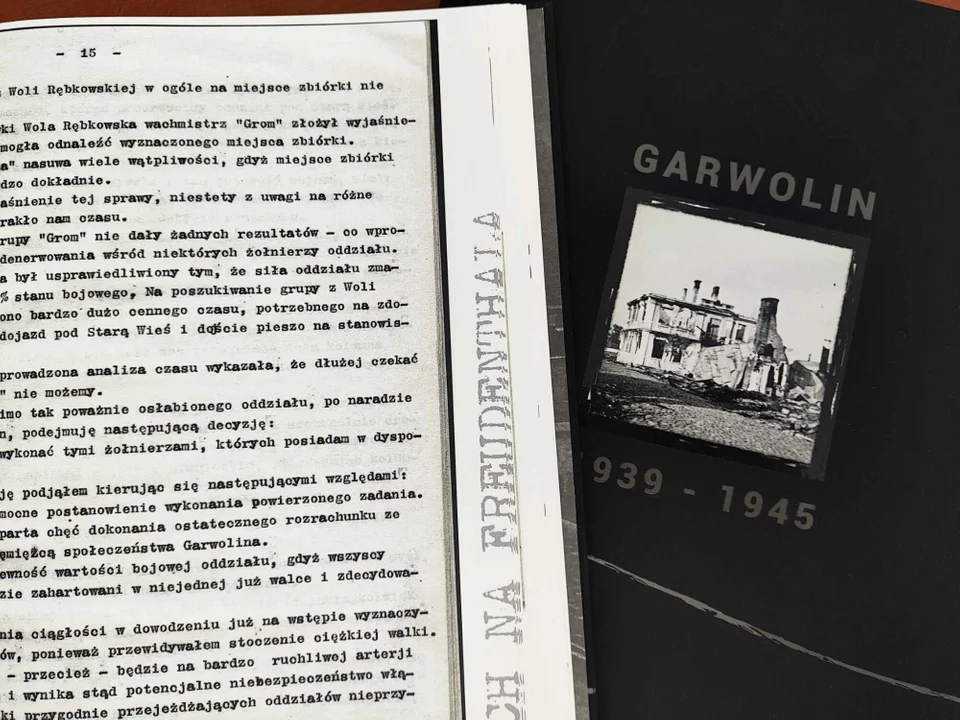 - 15 -
Woli Rębkowskiej w ogóle na miejsce zbiórki nie
ki Wola Rębkowska wachmistrz "Grom" złożył wyjaśnie-
mogła odnaleźć wyznaczonego miejsca zbiórki.
a" nasuwa wiele wątpliwości, gdyż miejsce zbiórki
dzo dokładnie.
aśnienie tej sprawy, niestety z uwagi na różne
rakło nam czasu.
rupy "Grom" nie dały żadnych rezultatów - co wpro-
denerwowania wśród niektórych żołnierzy oddziału.
a był usprawiedliwiony tym, że siła oddziału zma-
% stanu bojowego, Na poszukiwanie grupy z Woli
ono bardzo dużo cennego czasu, potrzebnego na zdo-
dojazd pod Starą Wieś i dojście pieszo na stanowis-
prowadzona analiza czasu wykazała, że dłużej czekać
" nie możemy.
imo tak poważnie osłabionego oddziału, po naradzie
n, podejmuję następującą decyzję:
wykonać tymi żołnierzami, których posiadam w dyspo-
ję podjąłem kierując się następującymi względami:
mocne postanowienie wykonania powierzonego zadania.
parta chęć dokonania ostatecznego rozrachunku ze
ęmiężcą społeczeństwa Garwolina.
ewność wartości bojowej oddziału, gdyż wszyscy
zie zahartowani w niejednej już walce i zdecydowa-
nia ciągłości w dowodzeniu już na wstępie wyznaczy-
ów, ponieważ przewidywałem stoczenie ciężkiej walki.
- przecież - będzie na bardzo ruchliwej arterji
i wynika stąd potencjalne niebezpieczeństwo włą-
ki przygodnie przejeżdżających oddziałów nieprzy-
CH NA FREUDENTHALA
GARWOLIN
1939 - 1945